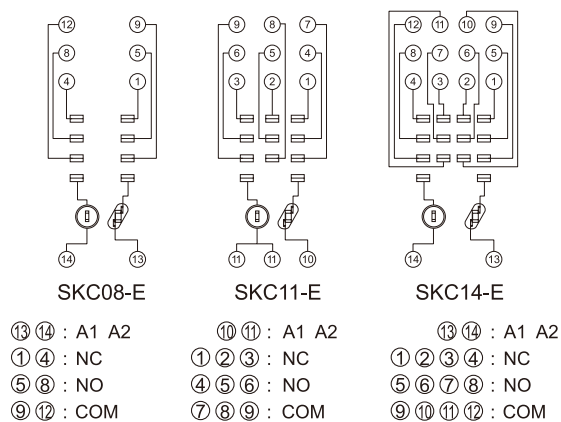 ⑫ ⑨ ⑨ ⑧ ⑦ ⑫ ⑪ ⑩ ⑨
⑧ ⑤ ⑥ ⑤ ④ ⑧ ⑦ ⑥ ⑤
④ ① ③ ② ① ④ ③ ② ①
⑭ ⑬ ⑪ ⑪ ⑩ ⑭ ⑬
SKC08-E SKC11-E SKC14-E
⑬ ⑭ : A1 A2
① ④ : NC
⑤ ⑧ : NO
⑨ ⑫ : COM
⑩ ⑪ : A1 A2
① ② ③ : NC
④ ⑤ ⑥ : NO
⑦ ⑧ ⑨ : COM
⑬ ⑭ : A1 A2
① ② ③ ④ : NC
⑤ ⑥ ⑦ ⑧ : NO
⑨ ⑩ ⑪ ⑫ : COM